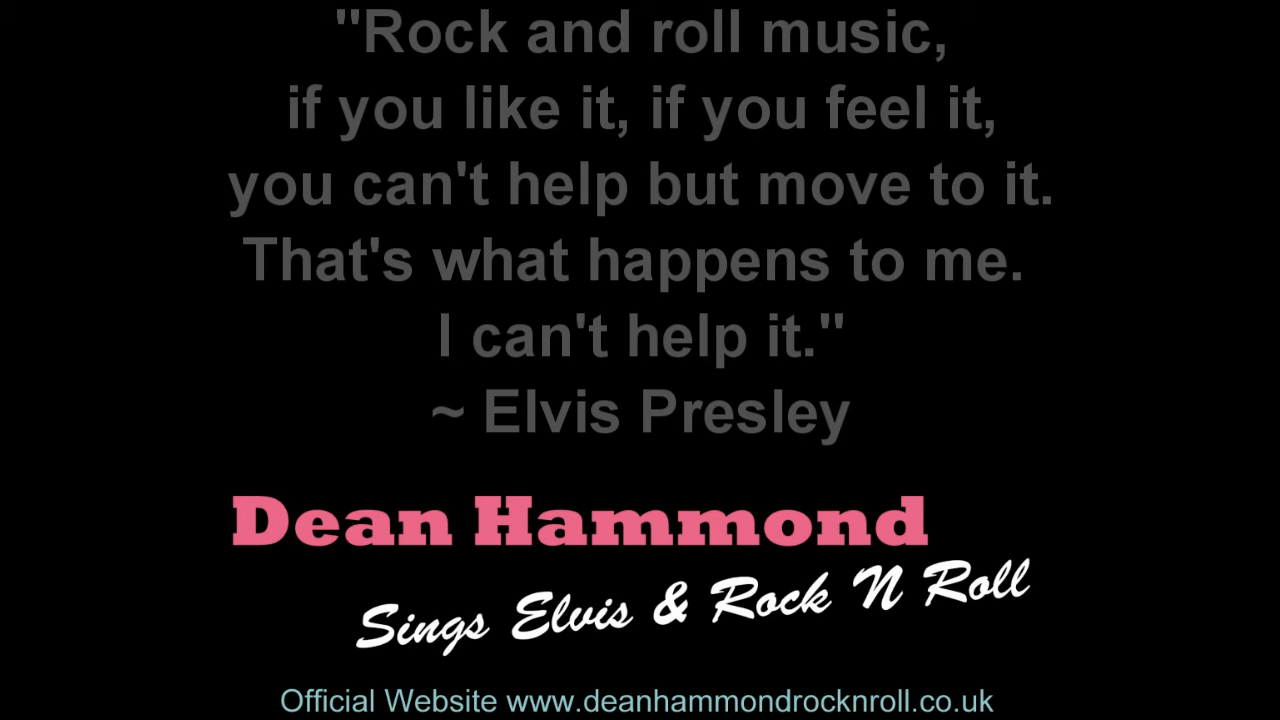 "Rock and roll music,
if you like it, if you feel it,
you can't help but move to it.
That's what happens to me.
I can't help it."
~ Elvis Presley
Dean Hammond
Sings Elvis & Rock N Roll
Official Website www.deanhammondrocknroll.co.uk